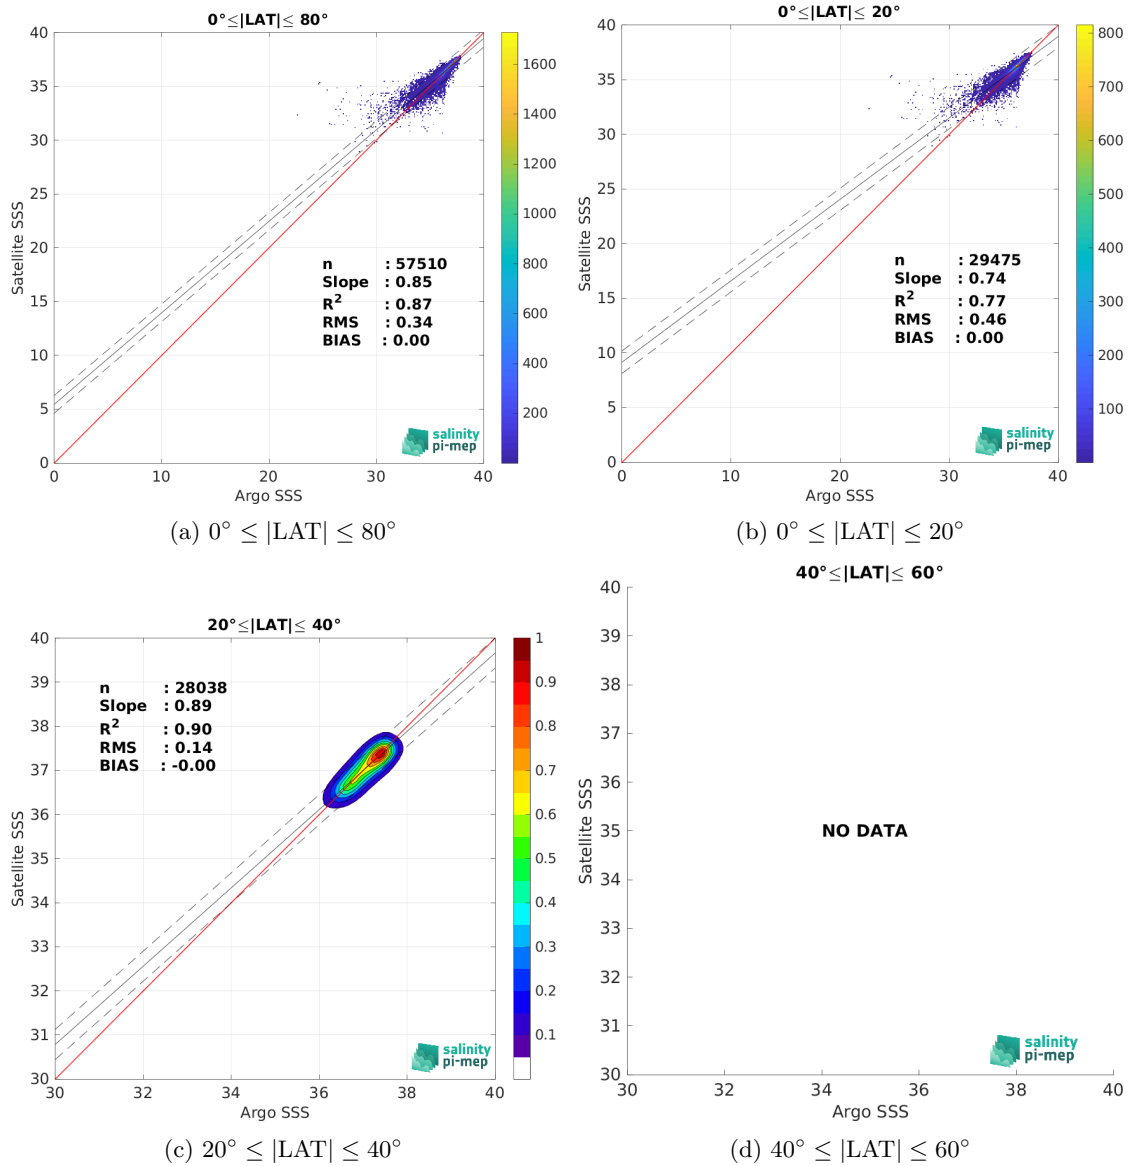 0°≤|LAT|≤ 80°
40
35
30
25
20
15
10
5
0
Satellite SSS
n : 57510
Slope : 0.85
R2 : 0.87
RMS : 0.34
BIAS : 0.00
salinity
pi-mep
0 10 20 30 40
Argo SSS
1600
1400
1200
1000
800
600
400
200
(a) 0° ≤ |LAT| ≤ 80°
0°≤|LAT|≤ 20°
40
35
30
25
20
15
10
5
0
Satellite SSS
n : 29475
Slope : 0.74
R2 : 0.77
RMS : 0.46
BIAS : 0.00
salinity
pi-mep
0 10 20 30 40
Argo SSS
800
700
600
500
400
300
200
100
(b) 0° ≤ |LAT| ≤ 20°
20°≤|LAT|≤ 40°
40
39
38
37
36
35
34
33
32
31
30
Satellite SSS
n : 28038
Slope : 0.89
R2 : 0.90
RMS : 0.14
BIAS : -0.00
salinity
pi-mep
30 32 34 36 38 40
Argo SSS
1
0.9
0.8
0.7
0.6
0.5
0.4
0.3
0.2
0.1
(c) 20° ≤ |LAT| ≤ 40°
40°≤|LAT|≤ 60°
40
39
38
37
36
35
34
33
32
31
30
Satellite SSS
NO DATA
salinity
pi-mep
30 32 34 36 38 40
Argo SSS
(d) 40° ≤ |LAT| ≤ 60°